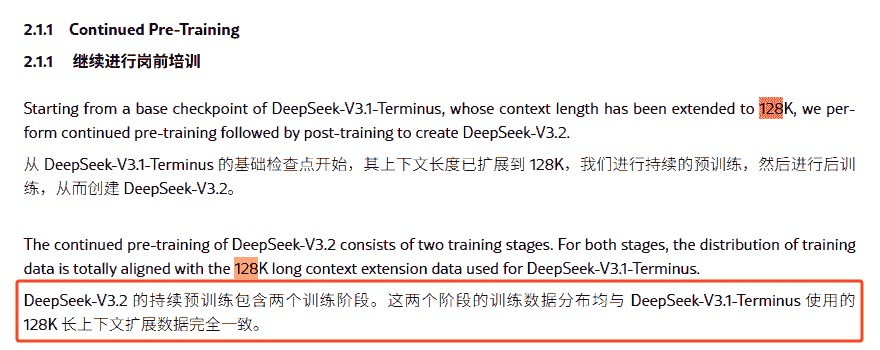 2.1.1 Continued Pre-Training
2.1.1 继续进行岗前培训
Starting from a base checkpoint of DeepSeek-V3.1-Terminus, whose context length has been extended to 128K, we per-
form continued pre-training followed by post-training to create DeepSeek-V3.2.
从 DeepSeek-V3.1-Terminus 的基础检查点开始，其上下文长度已扩展到 128K，我们进行持续的预训练，然后进行后训
练，从而创建 DeepSeek-V3.2。
The continued pre-training of DeepSeek-V3.2 consists of two training stages. For both stages, the distribution of training
data is totally aligned with the 128K long context extension data used for DeepSeek-V3.1-Terminus.
DeepSeek-V3.2 的持续预训练包含两个训练阶段。这两个阶段的训练数据分布均与 DeepSeek-V3.1-Terminus 使用的
128K 长上下文扩展数据完全一致。